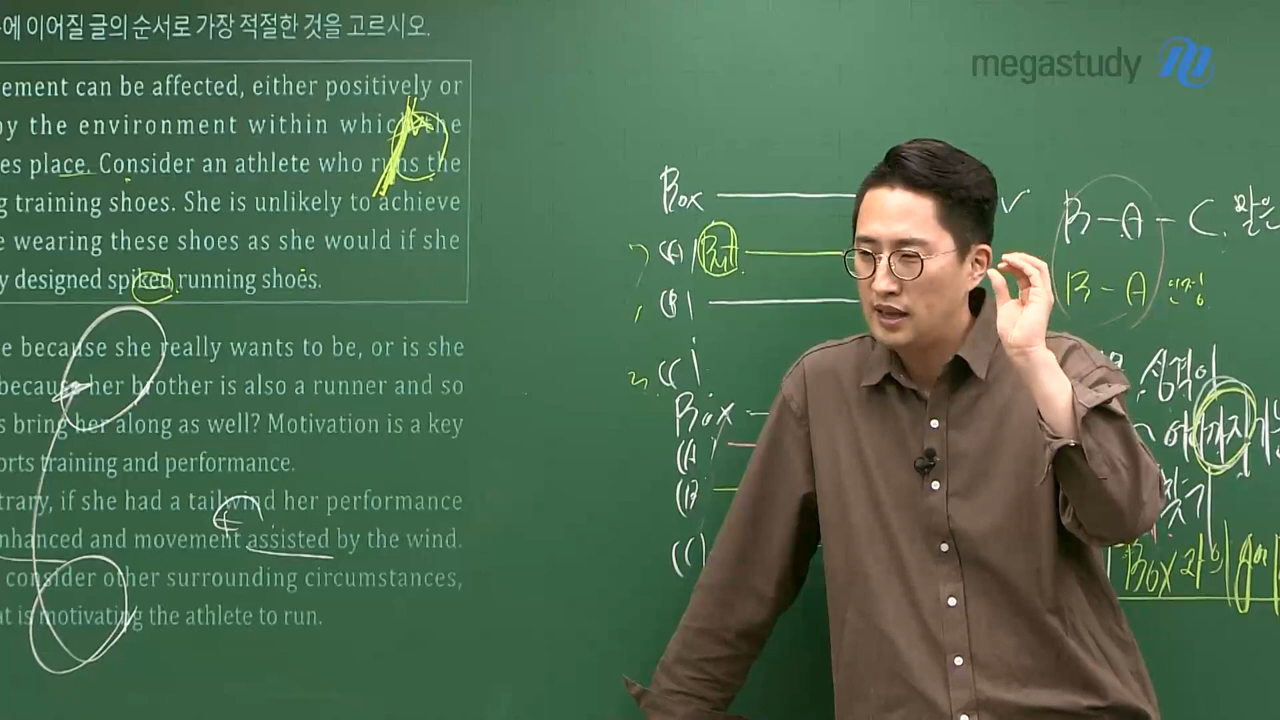 에 이어질 글의 순서로 가장 적절한 것을 고르시오.
ement can be affected, either positively or
by the environment within which the
es place. Consider an athlete who runs the
g training shoes. She is unlikely to achieve
e wearing these shoes as she would if she
y designed spiked running shoes.
e because she really wants to be, or is she
because her brother is also a runner and so
s bring her along as well? Motivation is a key
orts training and performance.
trary, if she had a tailwind her performance
nhanced and movement assisted by the wind.
consider other surrounding circumstances,
at is motivating the athlete to run.
megastudy
Box
(A) But
(B)
(C)
Box
(A)
(B)
(C)
B-A-C
B-A
성격이
까지
찾기
Box